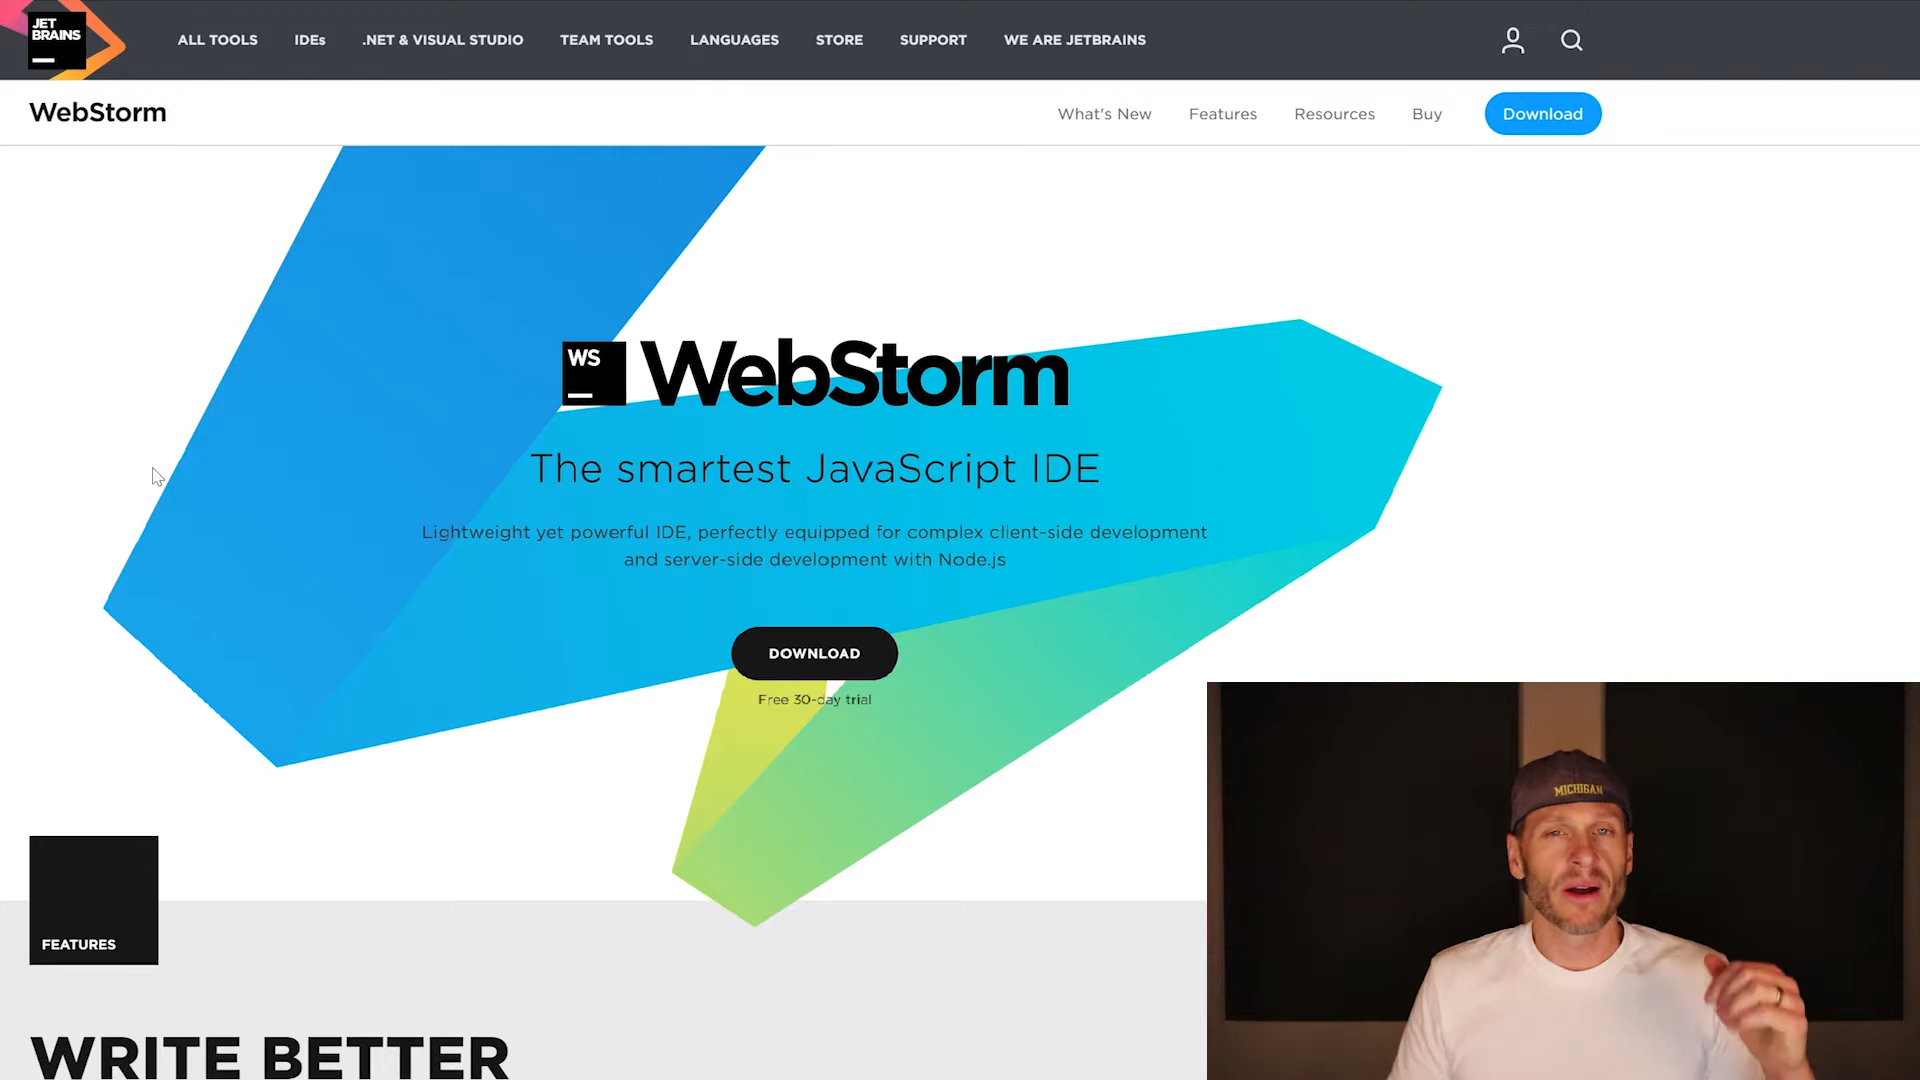 JET
BRAINS
ALL TOOLS
IDEs
.NET & VISUAL STUDIO
TEAM TOOLS
LANGUAGES
STORE
SUPPORT
WE ARE JETBRAINS
WebStorm
What's New
Features
Resources
Buy
Download
WS
WebStorm
The smartest JavaScript IDE
Lightweight yet powerful IDE, perfectly equipped for complex client-side development
and server-side development with Node.js
DOWNLOAD
Free 30-day trial
MICHIGAN
FEATURES
WRITE BETTER